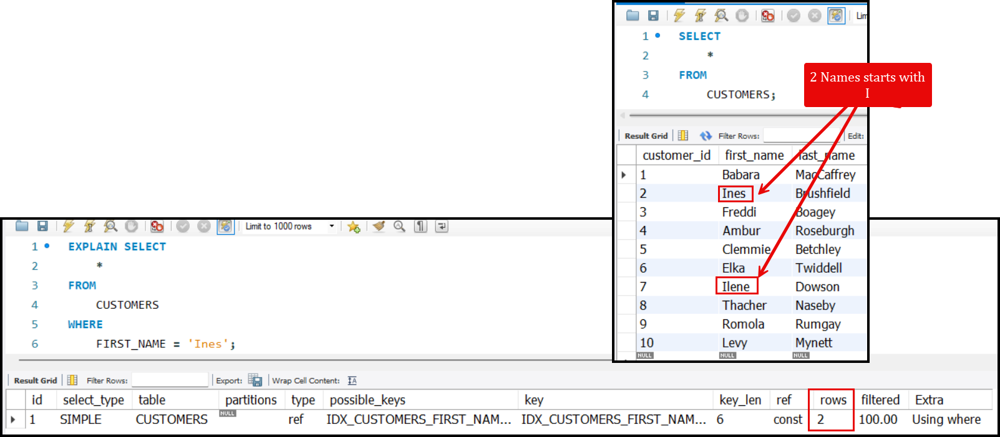 Lim
1 SELECT
2 *
3 FROM
4 CUSTOMERS;
2 Names starts with
I
Result Grid Filter Rows: Edit:
customer_id first_name last_name
1 Babara MacCaffrey
2 Ines Brushfield
3 Freddi Boagey
4 Ambur Roseburgh
5 Clemmie Betchley
6 Elka Twiddell
7 Ilene Dowson
8 Thacher Naseby
9 Romola Rumgay
10 Levy Mynett
NULL NULL NULL
Limit to 1000 rows
1 EXPLAIN SELECT
2 *
3 FROM
4 CUSTOMERS
5 WHERE
6 FIRST_NAME = 'Ines';
Result Grid Filter Rows: Export: Wrap Cell Content:
id select_type table partitions type possible_keys key key_len ref rows filtered Extra
1 SIMPLE CUSTOMERS NULL ref IDX_CUSTOMERS_FIRST_NAM... IDX_CUSTOMERS_FIRST_NAM... 6 const 2 100.00 Using where